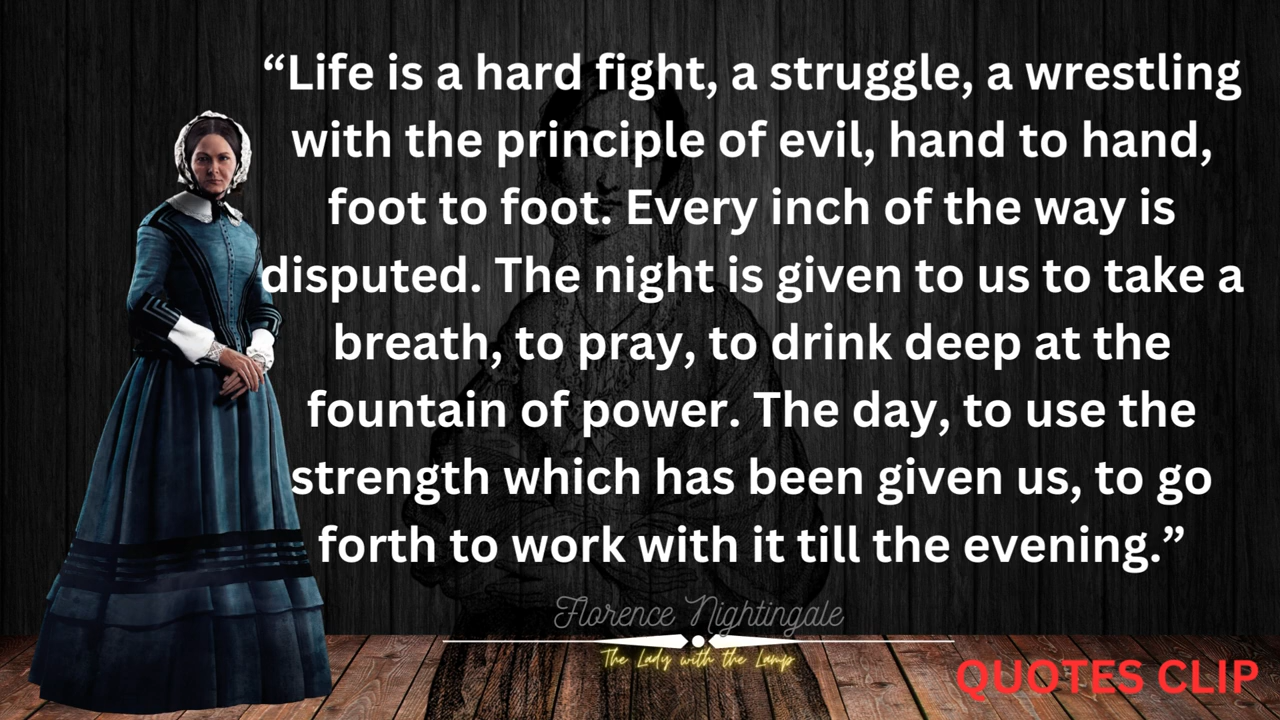 “Life is a hard fight, a struggle, a wrestling
with the principle of evil, hand to hand,
foot to foot. Every inch of the way is
disputed. The night is given to us to take a
breath, to pray, to drink deep at the
fountain of power. The day, to use the
strength which has been given us, to go
forth to work with it till the evening.”
Florence Nightingale
The Lady with the Lamp
QUOTES CLIP